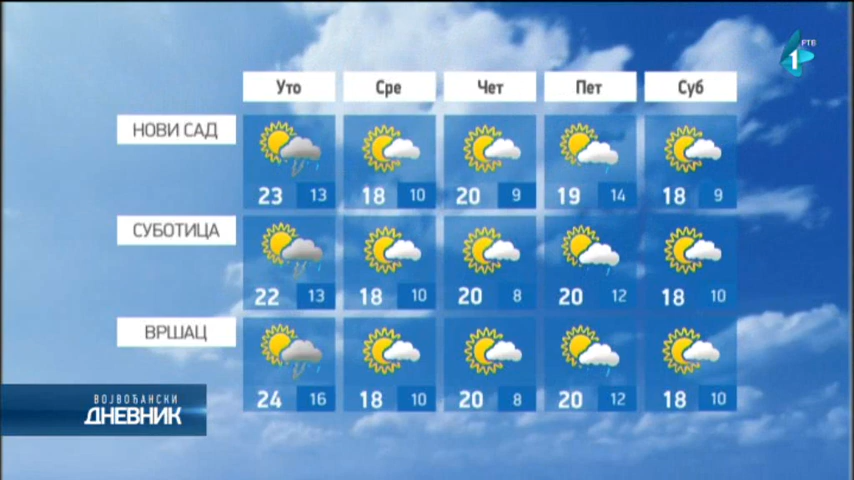 1 РТВ
Уто Сре Чет Пет Суб
НОВИ САД
23 13 18 10 20 9 19 14 18 9
СУБОТИЦА
22 13 18 10 20 8 20 12 18 10
ВРШАЦ
24 16 18 10 20 8 20 12 18 10
ВОЈВОЂАНСКИ
ДНЕВНИК